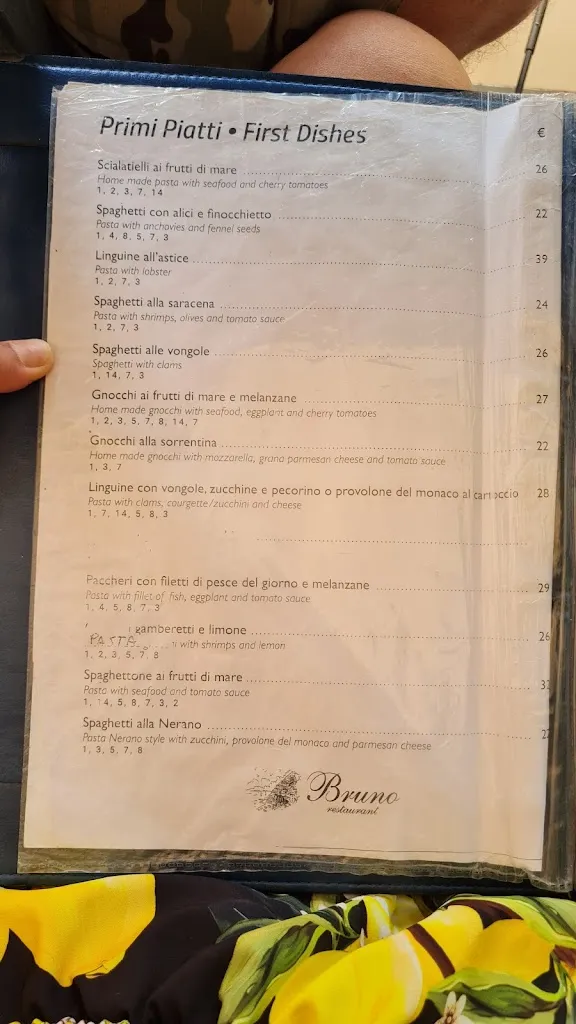 Primi Piatti • First Dishes €
Scialatielli ai frutti di mare 26
Home made pasta with seafood and cherry tomatoes
1, 2, 3, 7, 14
Spaghetti con alici e finocchietto 22
Pasta with anchovies and fennel seeds
1, 4, 8, 5, 7, 3
Linguine all'astice 39
Pasta with lobster
1, 2, 7, 3
Spaghetti alla saracena 24
Pasta with shrimps, olives and tomato sauce
1, 2, 7, 3
Spaghetti alle vongole 26
Spaghetti with clams
1, 14, 7, 3
Gnocchi ai frutti di mare e melanzane 27
Home made gnocchi with seafood, eggplant and cherry tomatoes
1, 2, 3, 5, 7, 8, 14, 7
Gnocchi alla sorrentina 22
Home made gnocchi with mozzarella, grana parmesan cheese and tomato sauce
1, 3, 7
Linguine con vongole, zucchine e pecorino o provolone del monaco al cartoccio 28
Pasta with clams, courgette/zucchini and cheese
1, 7, 14, 5, 8, 3
Paccheri con filetti di pesce del giorno e melanzane 29
Pasta with fillet of fish, eggplant and tomato sauce
1, 4, 5, 8, 7, 3
gamberetti e limone 26
PASTA with shrimps and lemon
1, 2, 3, 5, 7, 8
Spaghettone ai frutti di mare
Pasta with seafood and tomato sauce
1, 14, 5, 8, 7, 3, 2
Spaghetti alla Nerano
Pasta Nerano style with zucchini, provolone del monaco and parmesan cheese
1, 3, 5, 7, 8
Bruno
restaurant